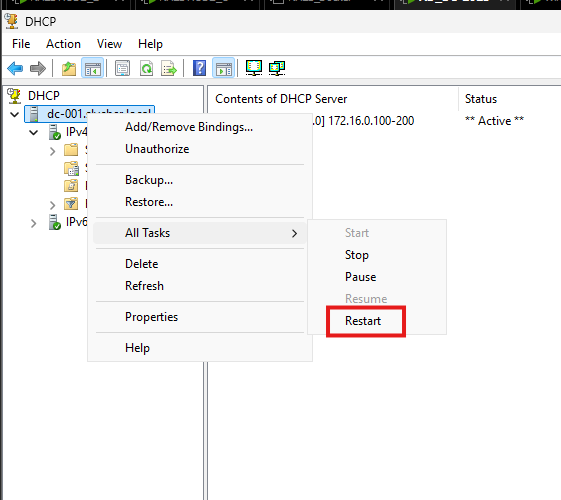 DHCP
File Action View Help
DHCP
Contents of DHCP Server Status
dc-001
.0] 172.16.0.100-200 ** Active **
IPv4
IPv6
Add/Remove Bindings...
Unauthorize
Backup...
Restore...
All Tasks
Delete
Refresh
Properties
Help
Start
Stop
Pause
Resume
Restart